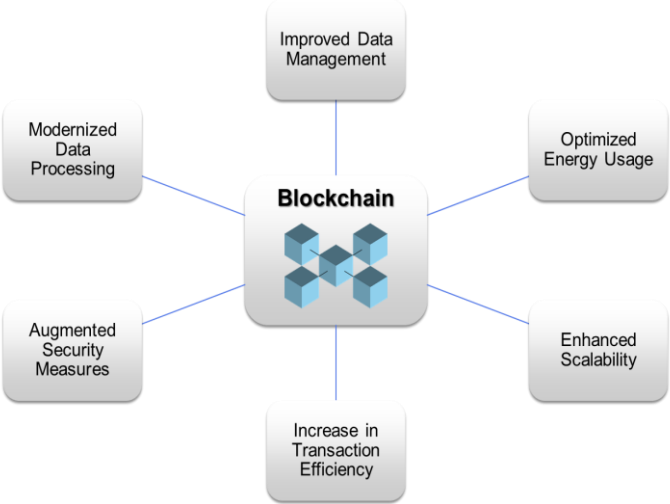 Improved Data
Management
Modernized
Data
Processing
Optimized
Energy Usage
Blockchain
Augmented
Security
Measures
Enhanced
Scalability
Increase in
Transaction
Efficiency